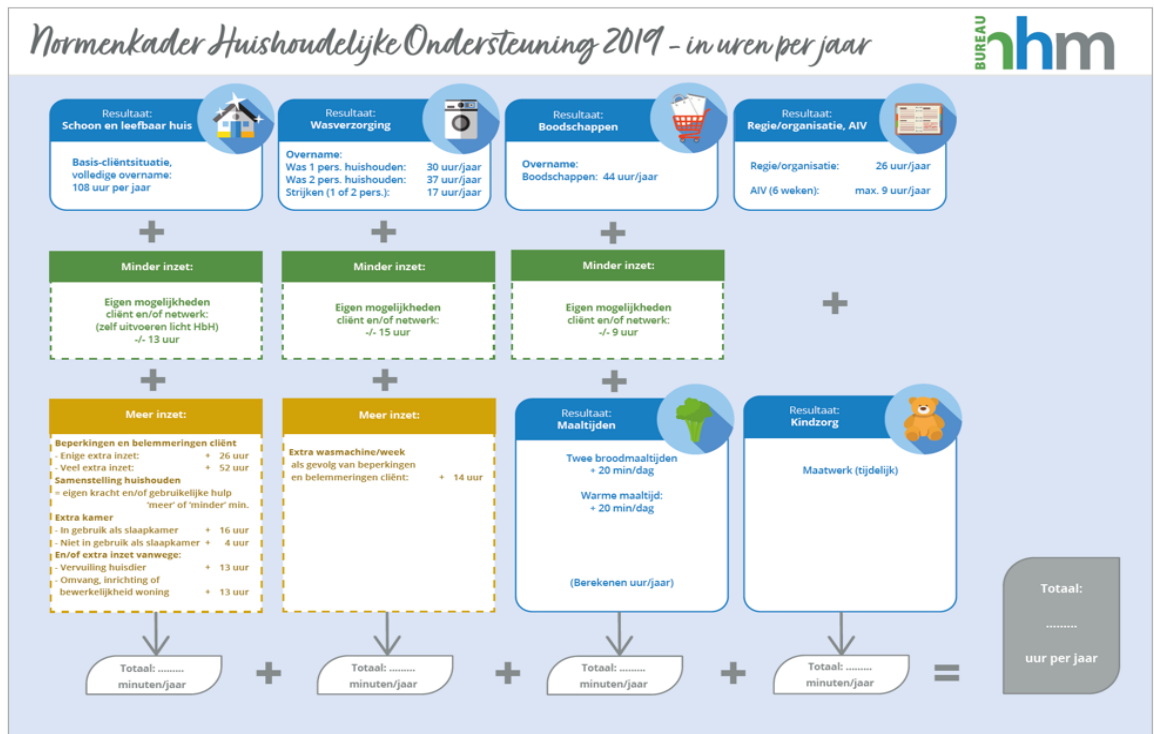 Normenkader Huishoudelijke Ondersteuning 2019 – in uren per jaar
BUREAU
nhm
Resultaat:
Schoon en leefbaar huis
Basis-cliëntsituatie,
volledige overname:
108 uur per jaar
Resultaat:
Wasverzorging
Overname:
Was 1 pers. huishouden: 30 uur/jaar
Was 2 pers. huishouden: 37 uur/jaar
Strijken (1 of 2 pers.): 17 uur/jaar
Resultaat:
Boodschappen
Overname:
Boodschappen: 44 uur/jaar
Resultaat:
Regie/organisatie, AIV
Regie/organisatie: 26 uur/jaar
AIV (6 weken): max. 9 uur/jaar
+
+
+
Minder inzet:
Eigen mogelijkheden
cliënt en/of netwerk:
(zelf uitvoeren licht HbH)
-/- 13 uur
Minder inzet:
Eigen mogelijkheden
cliënt en/of netwerk:
-/- 15 uur
Minder inzet:
Eigen mogelijkheden
cliënt en/of netwerk:
-/- 9 uur
+
+
+
+
Meer inzet:
Beperkingen en belemmeringen cliënt
- Enige extra inzet: + 26 uur
- Veel extra inzet: + 52 uur
Samenstelling huishouden
= eigen kracht en/of gebruikelijke hulp
'meer' of 'minder' min.
Extra kamer
- In gebruik als slaapkamer + 16 uur
- Niet in gebruik als slaapkamer + 4 uur
En/of extra inzet vanwege:
- Vervuiling huisdier + 13 uur
- Omvang, inrichting of
bewerkelijkheid woning + 13 uur
Meer inzet:
Extra wasmachine/week
als gevolg van beperkingen
en belemmeringen cliënt: + 14 uur
Resultaat:
Maaltijden
Twee broodmaaltijden
+ 20 min/dag
Warme maaltijd:
+ 20 min/dag
(Berekenen uur/jaar)
Resultaat:
Kindzorg
Maatwerk (tijdelijk)
Totaal: .........
minuten/jaar
+
Totaal: .........
minuten/jaar
+
Totaal: .........
minuten/jaar
+
Totaal: .........
minuten/jaar
=
Totaal:
.........
uur per jaar